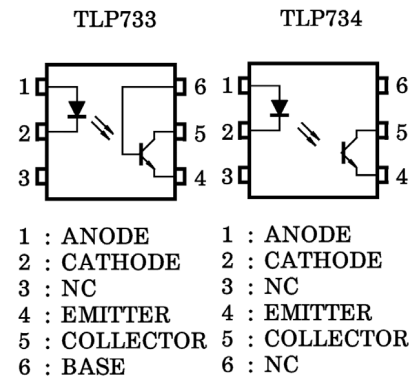 TLP733
1
2
3
6
5
4
1 : ANODE
2 : CATHODE
3 : NC
4 : EMITTER
5 : COLLECTOR
6 : BASE
TLP734
1
2
3
6
5
4
1 : ANODE
2 : CATHODE
3 : NC
4 : EMITTER
5 : COLLECTOR
6 : NC